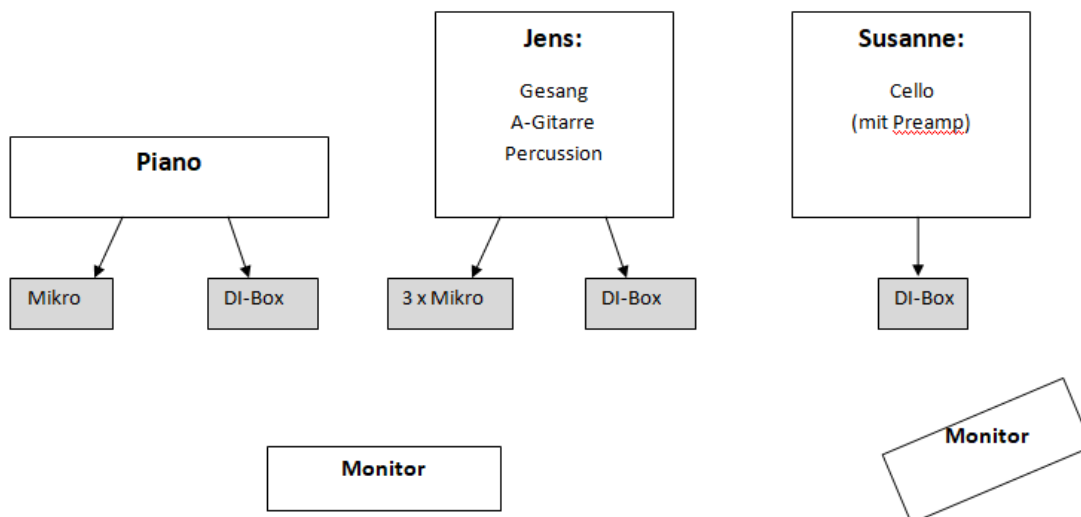 Jens:
Gesang
A-Gitarre
Percussion
Susanne:
Cello
(mit Preamp)
Piano
Mikro
DI-Box
3 x Mikro
DI-Box
DI-Box
Monitor
Monitor